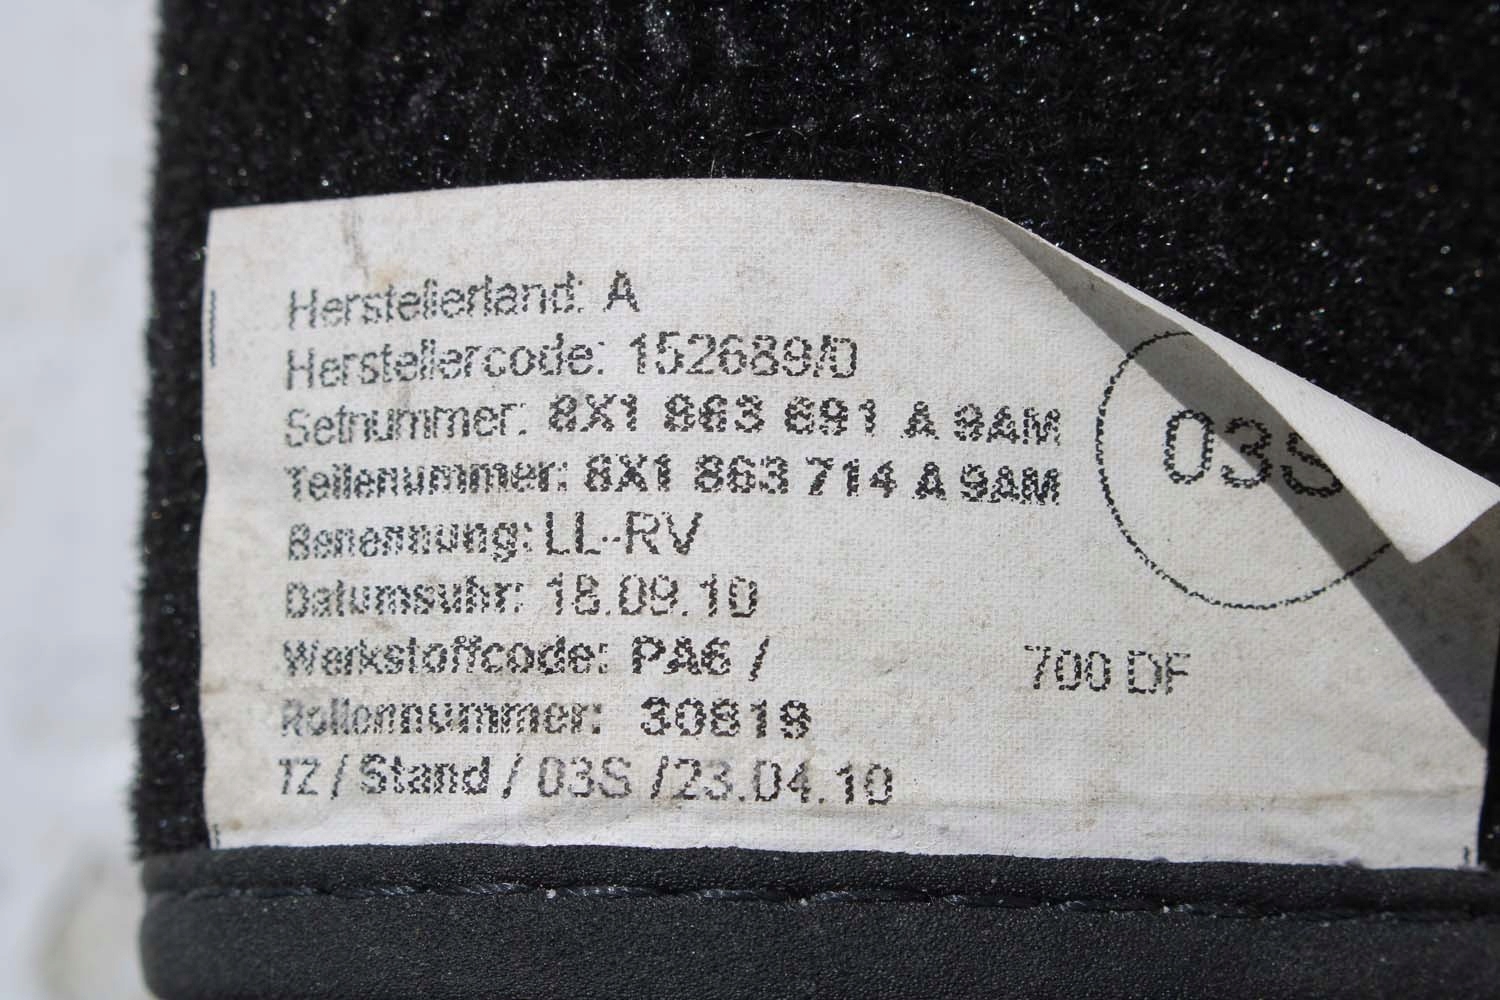 Herstellerland: A
Herstellercode: 152689/0
Setnummer: 8X1 863 691 A 9AM
Teilenummer: 8X1 863 714 A 9AM
Benennung: LL-RV
Datumsuhr: 18.09.10
Werkstoffcode: PA6 / 700 DF
Rollennummer: 30819
TZ / Stand / 03S /23.04.10
03S